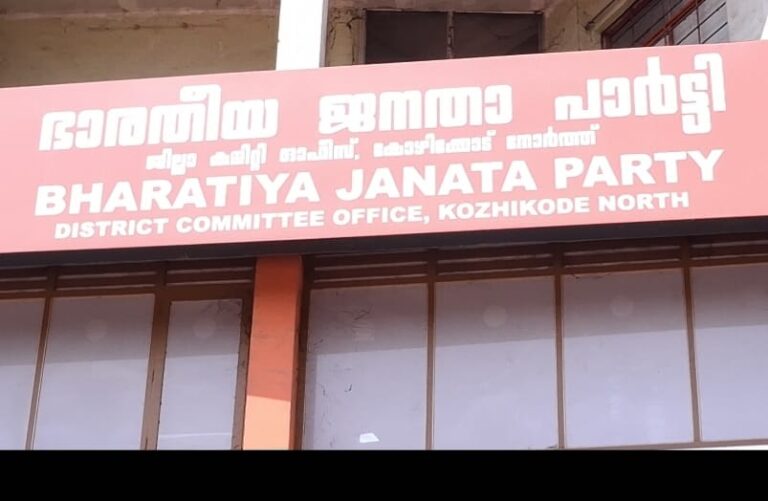 ഭാരതീയ ജനതാ പാർട്ടി
ജില്ലാ കമ്മിറ്റി ഓഫീസ്, കോഴിക്കോട് നോർത്ത്
BHARATIYA JANATA PARTY
DISTRICT COMMITTEE OFFICE, KOZHIKODE NORTH